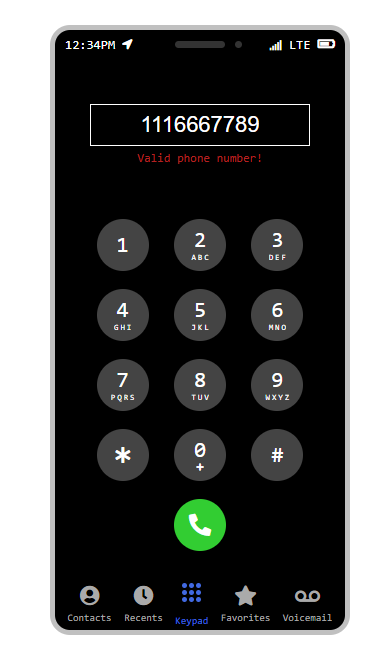 12:34PM LTE
1116667789
Valid phone number!
1 2 3
ABC DEF
4 5 6
GHI JKL MNO
7 8 9
PQRS TUV WXYZ
* 0 #
+
Contacts Recents Keypad Favorites Voicemail